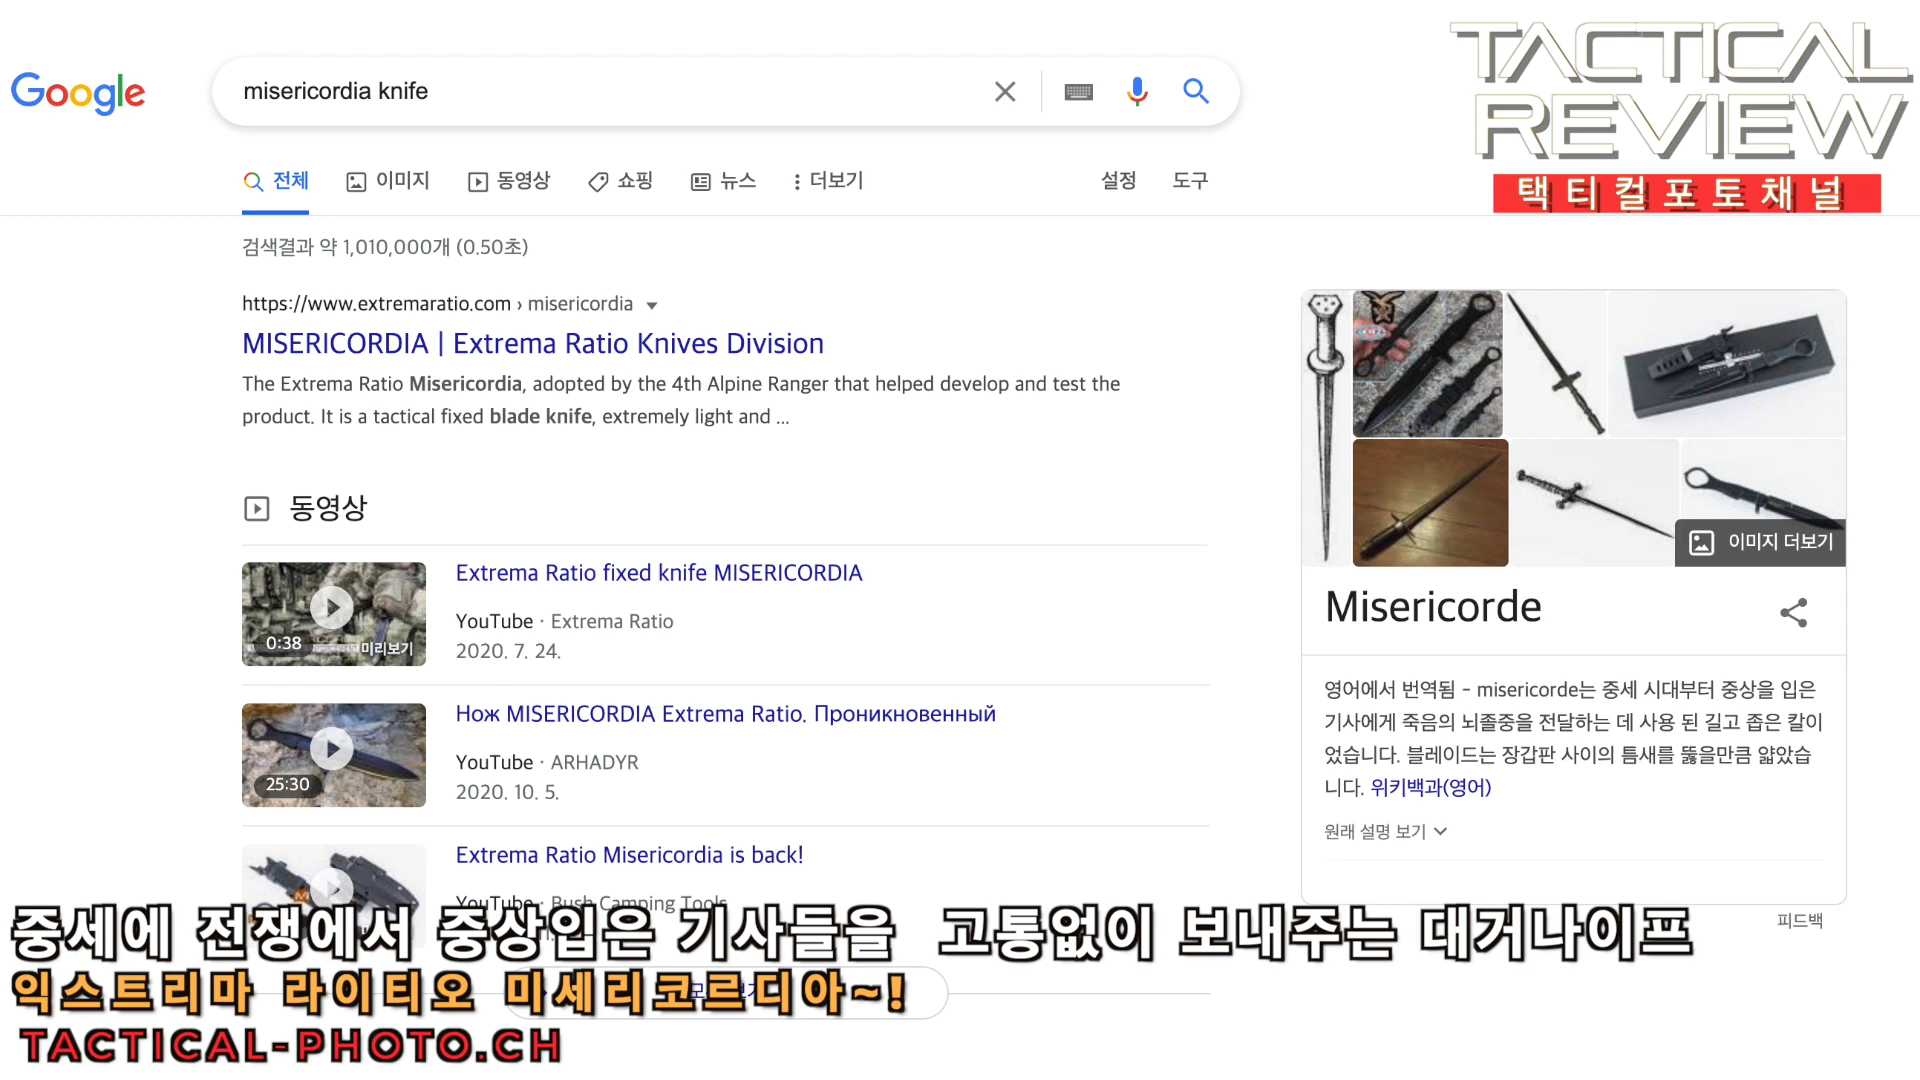 TACTICAL
REVIEW
택티컬포토채널
Google
misericordia knife
전체 이미지 동영상 쇼핑 뉴스 더보기 설정 도구
검색결과 약 1,010,000개 (0.50초)
https://www.extremaratio.com › misericordia
MISERICORDIA | Extrema Ratio Knives Division
The Extrema Ratio Misericordia, adopted by the 4th Alpine Ranger that helped develop and test the
product. It is a tactical fixed blade knife, extremely light and ...
동영상
Extrema Ratio fixed knife MISERICORDIA
YouTube · Extrema Ratio
2020. 7. 24.
0:38
미리보기
Нож MISERICORDIA Extrema Ratio. Проникновенный
YouTube · ARHADYR
2020. 10. 5.
25:30
Extrema Ratio Misericordia is back!
YouTube · Bush Camping Tools
이미지 더보기
Misericorde
영어에서 번역됨 - misericorde는 중세 시대부터 중상을 입은
기사에게 죽음의 뇌졸중을 전달하는 데 사용 된 길고 좁은 칼이
었습니다. 블레이드는 장갑판 사이의 틈새를 뚫을만큼 얇았습
니다. 위키백과(영어)
원래 설명 보기
피드백
중세에 전쟁에서 중상입은 기사들을 고통없이 보내주는 대거나이프
익스트리마 라이티오 미세리코르디아~!
TACTICAL-PHOTO.CH